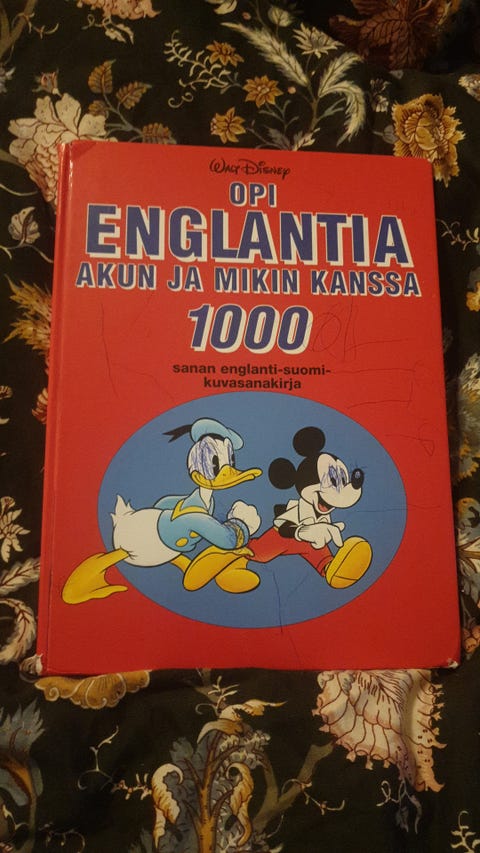 Walt Disney
OPI
ENGLANTIA
AKUN JA MIKIN KANSSA
1000
sanan englanti-suomi-
kuvasanakirja